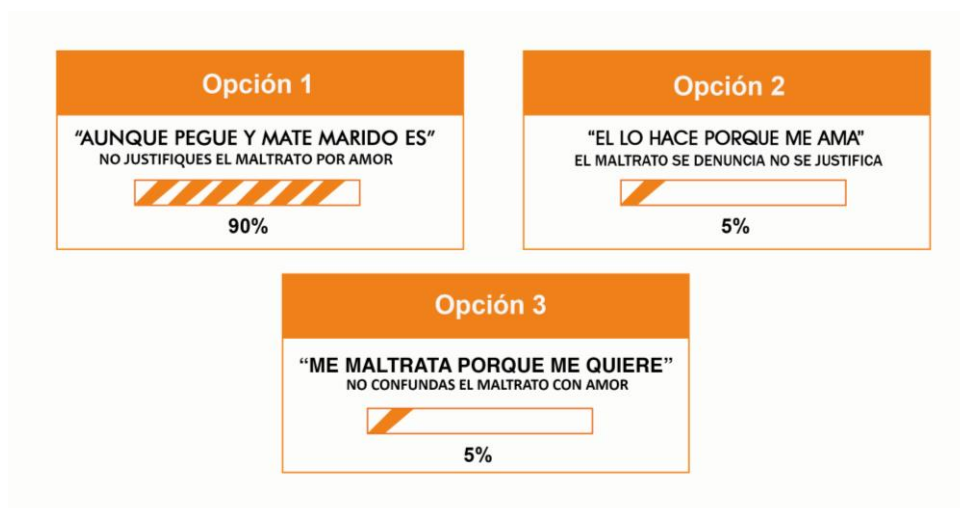 Opción 1
“AUNQUE PEGUE Y MATE MARIDO ES”
NO JUSTIFIQUES EL MALTRATO POR AMOR
90%
Opción 2
"EL LO HACE PORQUE ME AMA"
EL MALTRATO SE DENUNCIA NO SE JUSTIFICA
5%
Opción 3
“ME MALTRATA PORQUE ME QUIERE”
NO CONFUNDAS EL MALTRATO CON AMOR
5%